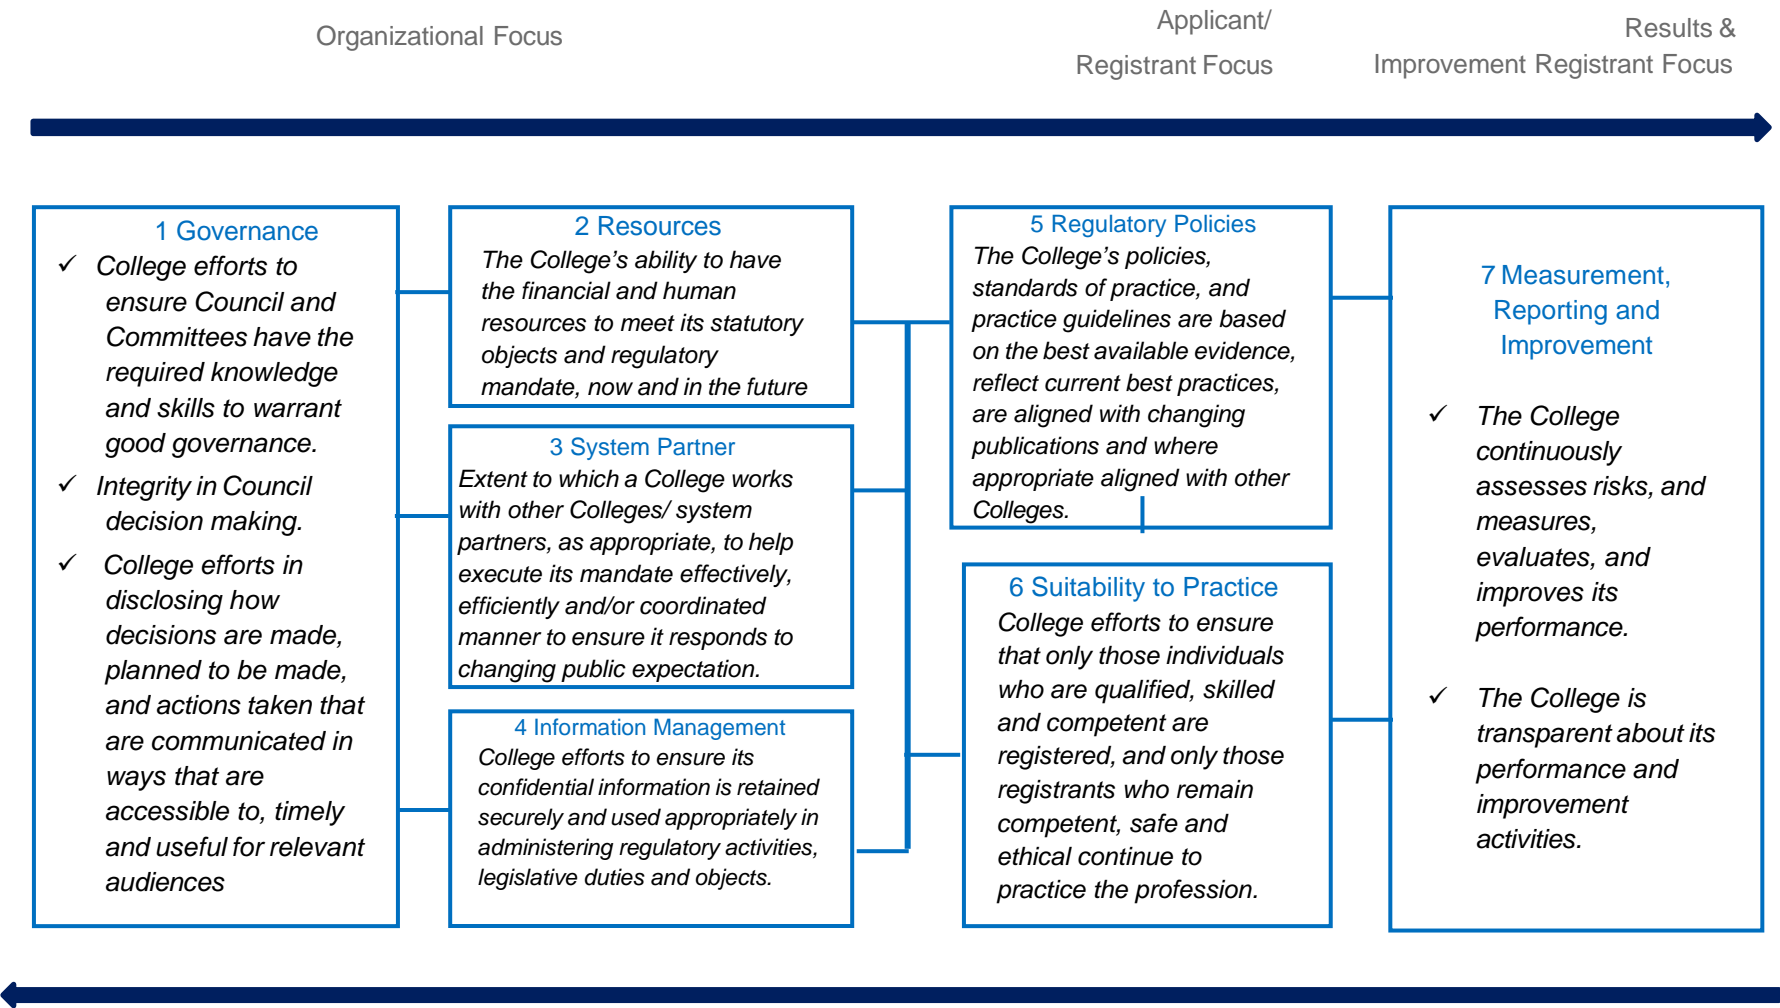 Organizational Focus
Applicant/
Registrant Focus
Results &
Improvement Registrant Focus
1 Governance
✓ College efforts to
ensure Council and
Committees have the
required knowledge
and skills to warrant
good governance.
✓ Integrity in Council
decision making.
✓ College efforts in
disclosing how
decisions are made,
planned to be made,
and actions taken that
are communicated in
ways that are
accessible to, timely
and useful for relevant
audiences
2 Resources
The College’s ability to have
the financial and human
resources to meet its statutory
objects and regulatory
mandate, now and in the future
3 System Partner
Extent to which a College works
with other Colleges/ system
partners, as appropriate, to help
execute its mandate effectively,
efficiently and/or coordinated
manner to ensure it responds to
changing public expectation.
4 Information Management
College efforts to ensure its
confidential information is retained
securely and used appropriately in
administering regulatory activities,
legislative duties and objects.
5 Regulatory Policies
The College’s policies,
standards of practice, and
practice guidelines are based
on the best available evidence,
reflect current best practices,
are aligned with changing
publications and where
appropriate aligned with other
Colleges.
6 Suitability to Practice
College efforts to ensure
that only those individuals
who are qualified, skilled
and competent are
registered, and only those
registrants who remain
competent, safe and
ethical continue to
practice the profession.
7 Measurement,
Reporting and
Improvement
✓ The College
continuously
assesses risks, and
measures,
evaluates, and
improves its
performance.
✓ The College is
transparent about its
performance and
improvement
activities.